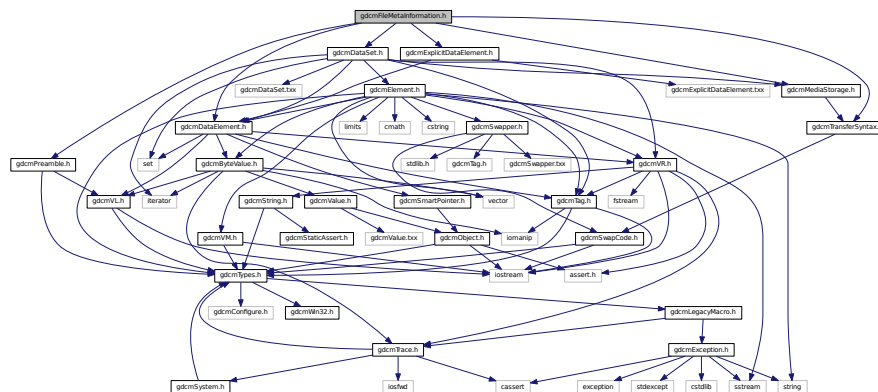 gdcmFileMetaInformation.h
gdcmDataSet.h
gdcmExplicitDataElement.h
gdcmDataSet.txx
gdcmElement.h
gdcmExplicitDataElement.txx
gdcmMediaStorage.h
gdcmDataElement.h
limits
cmath
cstring
gdcmSwapper.h
gdcmTransferSyntax.h
gdcmPreamble.h
set
gdcmByteValue.h
stdlib.h
gdcmTag.h
gdcmSwapper.txx
gdcmVR.h
gdcmVL.h
iterator
gdcmString.h
gdcmValue.h
gdcmSmartPointer.h
vector
gdcmTag.h
fstream
gdcmVM.h
gdcmStaticAssert.h
gdcmValue.txx
gdcmObject.h
iomanip
gdcmSwapCode.h
gdcmTypes.h
iostream
assert.h
gdcmConfigure.h
gdcmWin32.h
gdcmLegacyMacro.h
gdcmTrace.h
gdcmException.h
gdcmSystem.h
iosfwd
cassert
exception
stdexcept
cstdlib
sstream
string